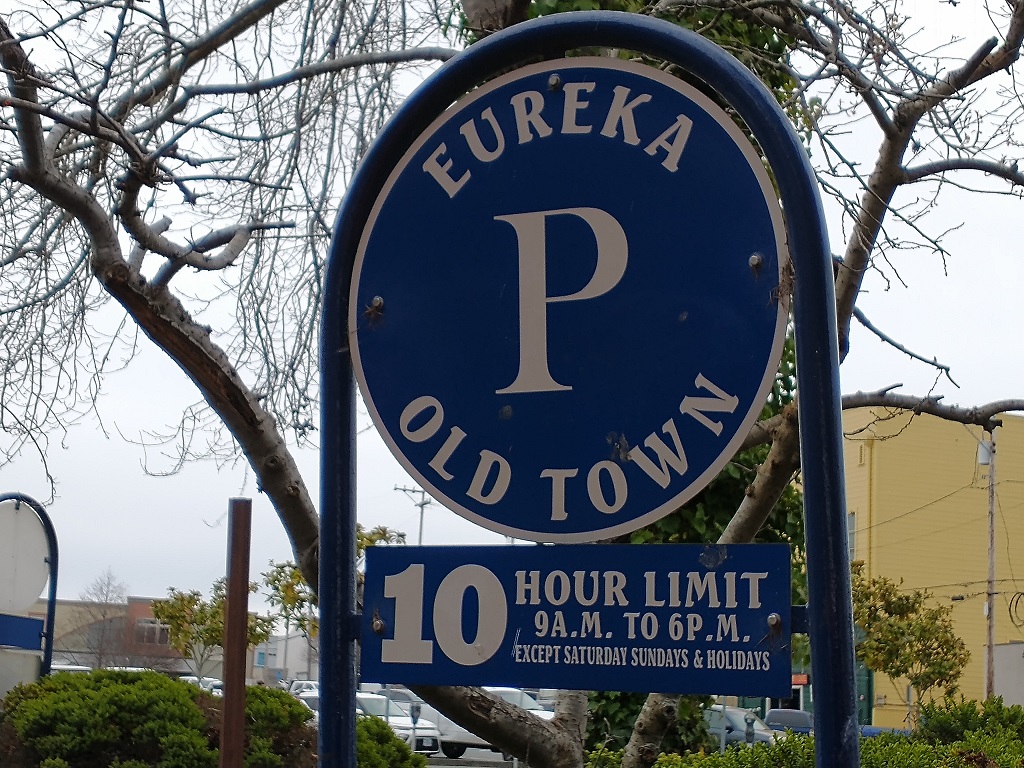 EUREKA
P
OLD TOWN
10 HOUR LIMIT
9A.M. TO 6P.M.
EXCEPT SATURDAY SUNDAYS & HOLIDAYS